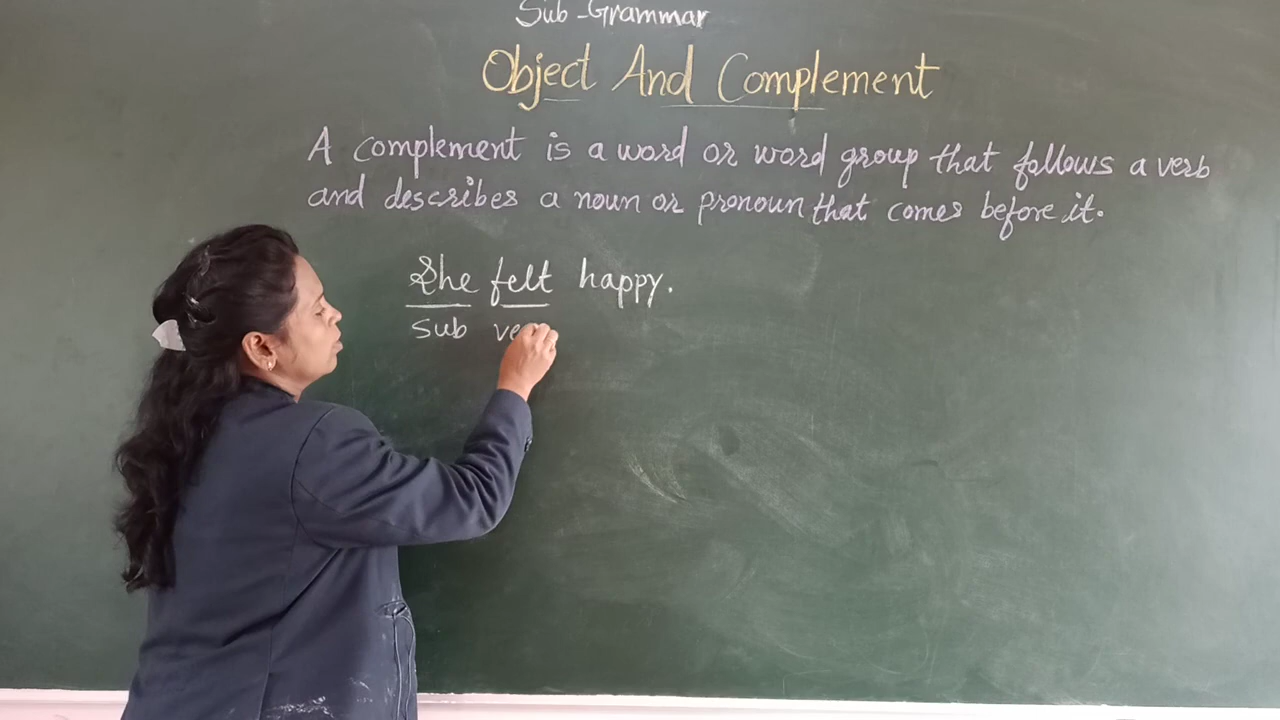 Sub-Grammar
Object And Complement
A complement is a word or word group that follows a verb
and describes a noun or pronoun that comes before it.
She felt happy.
sub ve